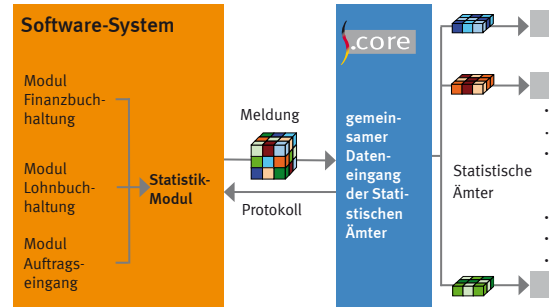 Software-System
Modul
Finanzbuch-
haltung
Modul
Lohnbuch-
haltung
Modul
Auftrags-
eingang
Statistik-
Modul
Meldung
Protokoll
.core
gemein-
samer
Daten-
eingang
der Stati-
stischen
Ämter
Statistische
Ämter